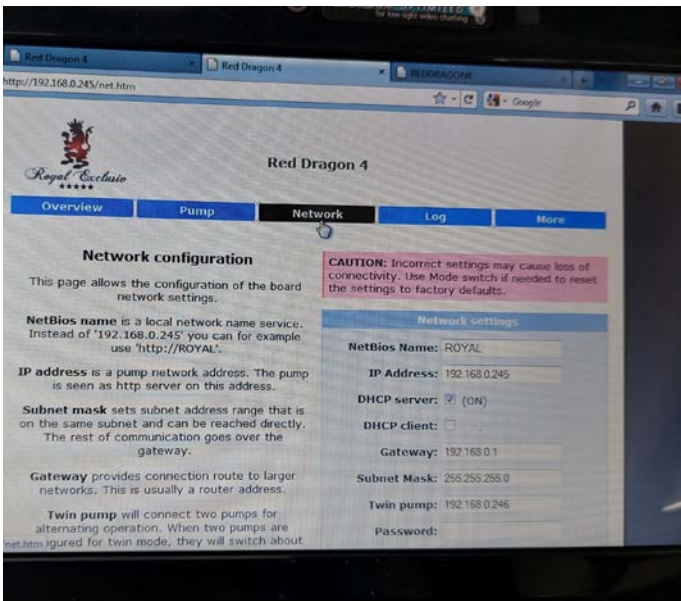 for low-light video chatting
Red Dragon 4
Red Dragon 4
REDDRAGON4
http://192.168.0.245/net.htm
Google
Royal Exclusiv
Red Dragon 4
Overview
Pump
Network
Log
More
Network configuration
This page allows the configuration of the board
network settings.
NetBios name is a local network name service.
Instead of '192.168.0.245' you can for example
use 'http://ROYAL'.
IP address is a pump network address. The pump
is seen as http server on this address.
Subnet mask sets subnet address range that is
on the same subnet and can be reached directly.
The rest of communication goes over the
gateway.
Gateway provides connection route to larger
networks. This is usually a router address.
Twin pump will connect two pumps for
alternating operation. When two pumps are
igured for twin mode, they will switch about
/net.htm
CAUTION: Incorrect settings may cause loss of
connectivity. Use Mode switch if needed to reset
the settings to factory defaults.
Network settings
NetBios Name: ROYAL
IP Address: 192.168.0.245
DHCP server: (ON)
DHCP client:
Gateway: 192.168.0.1
Subnet Mask: 255.255.255.0
Twin pump: 192.168.0.246
Password: